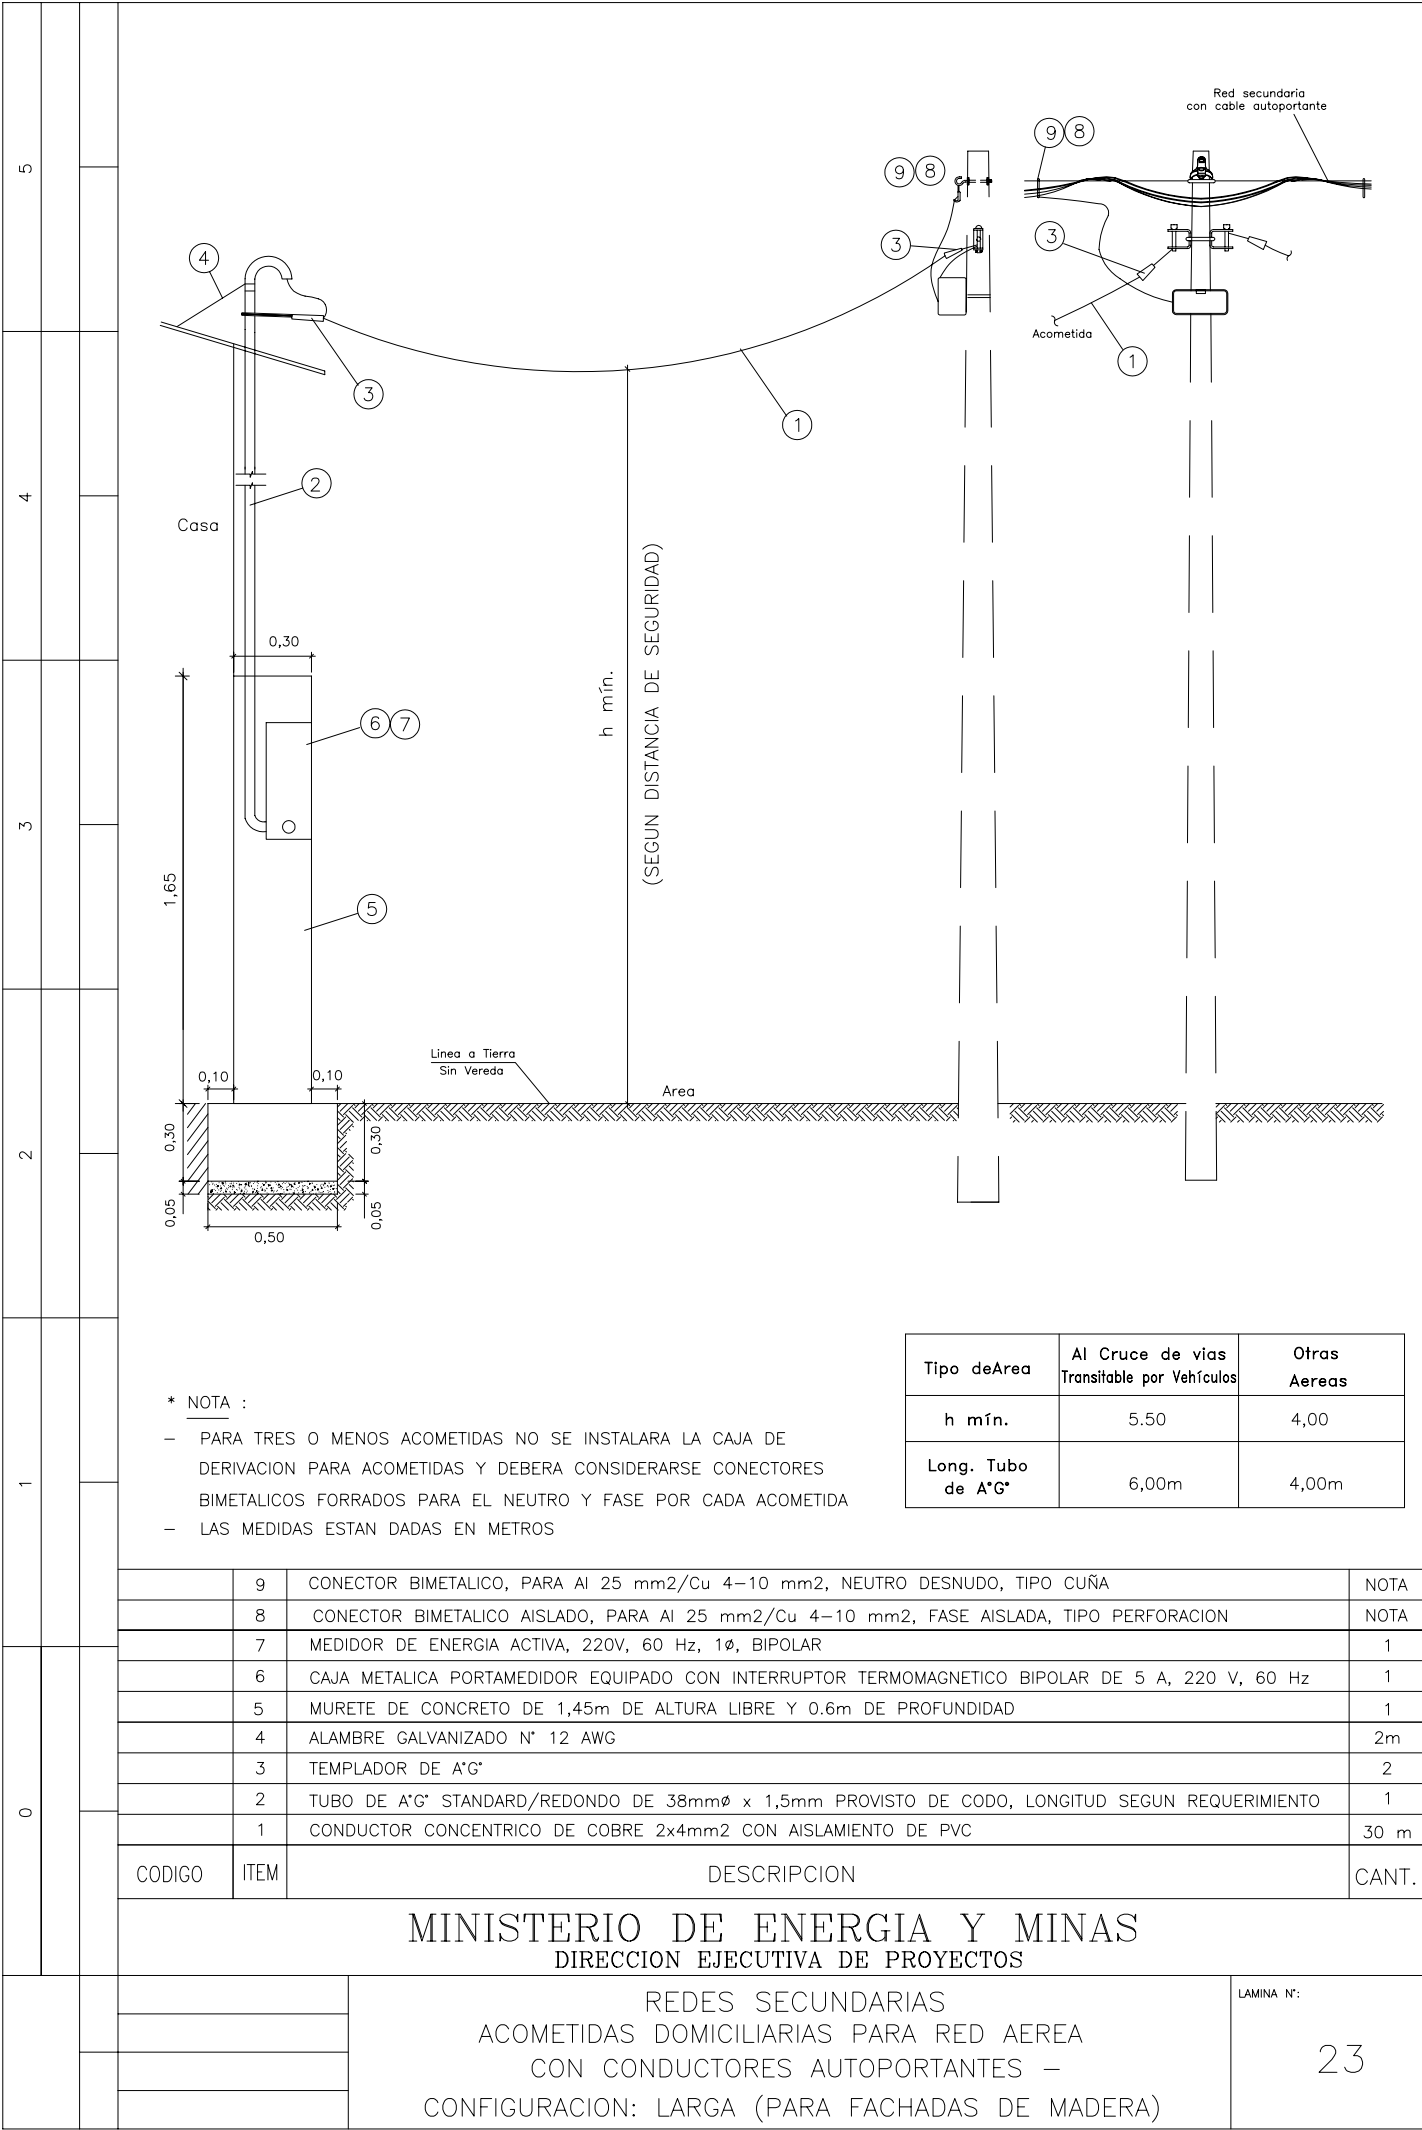 5
4
3
2
1
0
Red secundaria
con cable autoportante
9 8
9 8
4
3
3
3
Acometida
1
1
2
Casa
0,30
6 7
h mín.
(SEGUN DISTANCIA DE SEGURIDAD)
1,65
5
Linea a Tierra
Sin Vereda
Area
0,10
0,10
0,30
0,30
0,05
0,05
0,50
Tipo deArea
Al Cruce de vias
Transitable por Vehículos
Otras
Aereas
h mín.
5.50
4,00
Long. Tubo
de A°G°
6,00m
4,00m
* NOTA :
– PARA TRES O MENOS ACOMETIDAS NO SE INSTALARA LA CAJA DE
DERIVACION PARA ACOMETIDAS Y DEBERA CONSIDERARSE CONECTORES
BIMETALICOS FORRADOS PARA EL NEUTRO Y FASE POR CADA ACOMETIDA
– LAS MEDIDAS ESTAN DADAS EN METROS
9 CONECTOR BIMETALICO, PARA Al 25 mm2/Cu 4–10 mm2, NEUTRO DESNUDO, TIPO CUÑA NOTA
8 CONECTOR BIMETALICO AISLADO, PARA Al 25 mm2/Cu 4–10 mm2, FASE AISLADA, TIPO PERFORACION NOTA
7 MEDIDOR DE ENERGIA ACTIVA, 220V, 60 Hz, 1ø, BIPOLAR 1
6 CAJA METALICA PORTAMEDIDOR EQUIPADO CON INTERRUPTOR TERMOMAGNETICO BIPOLAR DE 5 A, 220 V, 60 Hz 1
5 MURETE DE CONCRETO DE 1,45m DE ALTURA LIBRE Y 0.6m DE PROFUNDIDAD 1
4 ALAMBRE GALVANIZADO N° 12 AWG 2m
3 TEMPLADOR DE A°G° 2
2 TUBO DE A°G° STANDARD/REDONDO DE 38mmø x 1,5mm PROVISTO DE CODO, LONGITUD SEGUN REQUERIMIENTO 1
1 CONDUCTOR CONCENTRICO DE COBRE 2x4mm2 CON AISLAMIENTO DE PVC 30 m
CODIGO ITEM DESCRIPCION CANT.
MINISTERIO DE ENERGIA Y MINAS
DIRECCION EJECUTIVA DE PROYECTOS
REDES SECUNDARIAS
ACOMETIDAS DOMICILIARIAS PARA RED AEREA
CON CONDUCTORES AUTOPORTANTES –
CONFIGURACION: LARGA (PARA FACHADAS DE MADERA)
LAMINA N°:
23